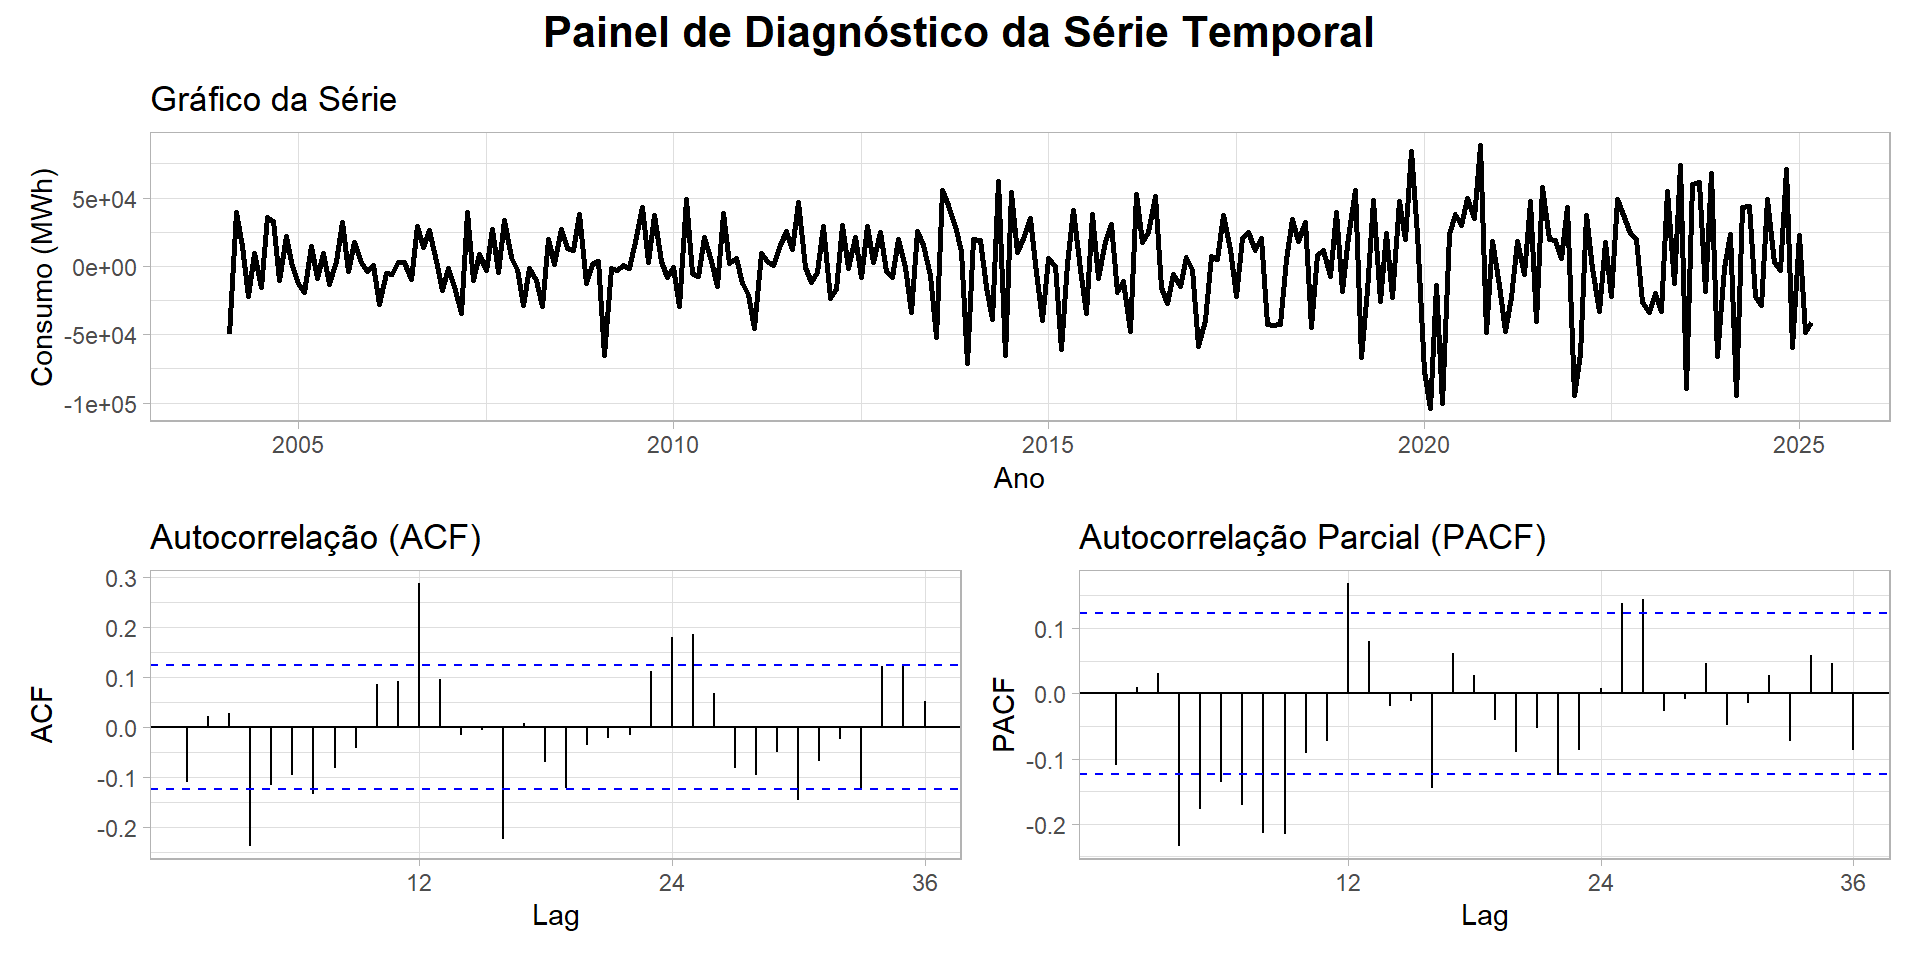 Painel de Diagnóstico da Série Temporal
Gráfico da Série
Consumo (MWh)
5e+04
0e+00
-5e+04
-1e+05
2005 2010 2015 2020 2025
Ano
Autocorrelação (ACF)
ACF
0.3
0.2
0.1
0.0
-0.1
-0.2
12 24 36
Lag
Autocorrelação Parcial (PACF)
PACF
0.1
0.0
-0.1
-0.2
12 24 36
Lag